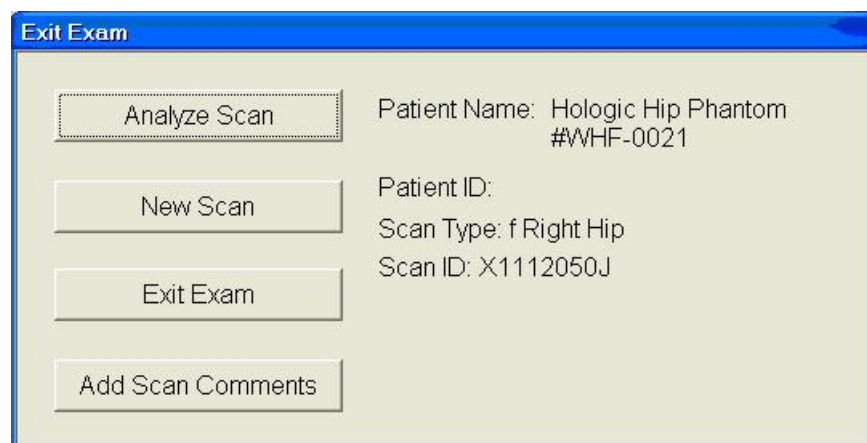 Exit Exam
Analyze Scan
Patient Name: Hologic Hip Phantom
#WHF-0021
New Scan
Patient ID:
Scan Type: f Right Hip
Scan ID: X1112050J
Exit Exam
Add Scan Comments